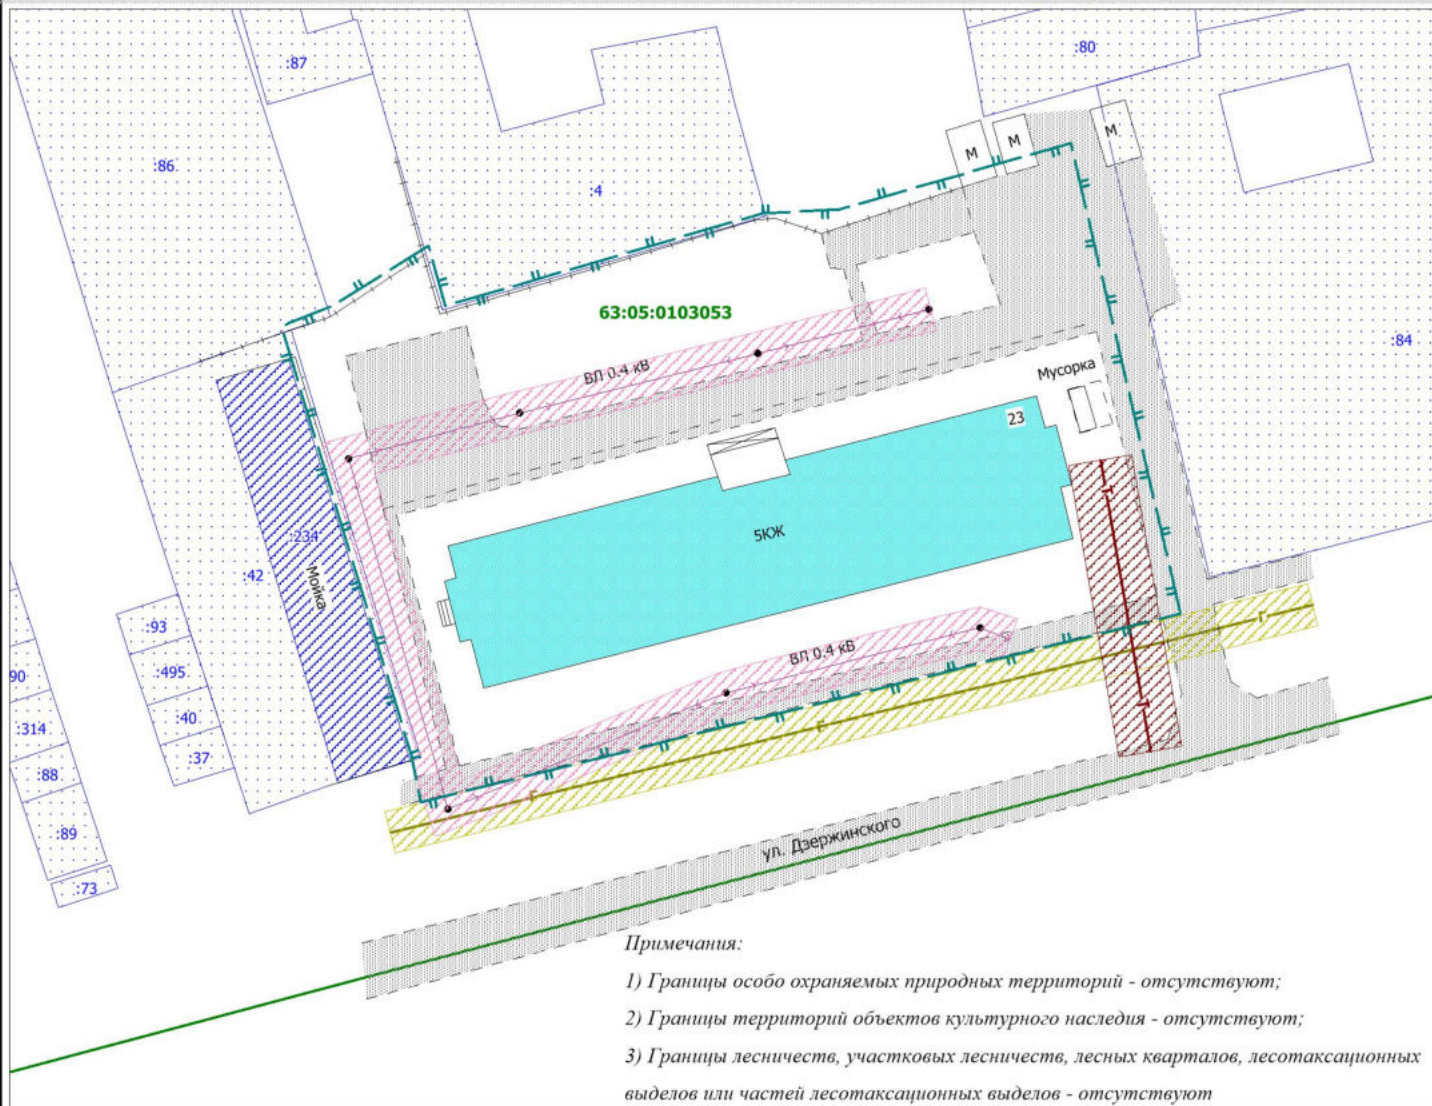 :87
:80
:86
:4
М
М
М
63:05:0103053
:84
ВЛ 0.4 кВ
Мусорка
23
5КЖ
:234
Мойка
:42
:93
:495
90
:40
:314
:37
:88
:89
:73
ВЛ 0.4 кВ
Г
Г
Г
Т
Т
ул. Дзержинского
Примечания:
1) Границы особо охраняемых природных территорий - отсутствуют;
2) Границы территорий объектов культурного наследия - отсутствуют;
3) Границы лесничеств, участковых лесничеств, лесных кварталов, лесотаксационных
выделов или частей лесотаксационных выделов - отсутствуют